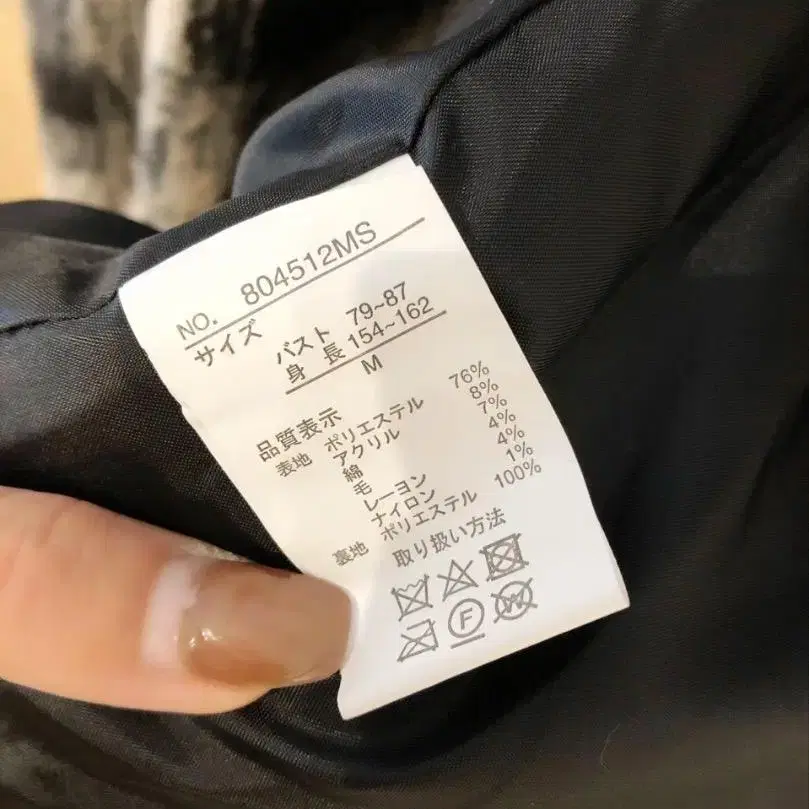 NO. 804512MS
サイズ
バスト 79~87
身長 154~162
M
品質表示
表地 ポリエステル 76%
アクリル 8%
綿 7%
毛 4%
レーヨン 4%
ナイロン 1%
裏地 ポリエステル 100%
取り扱い方法
F W